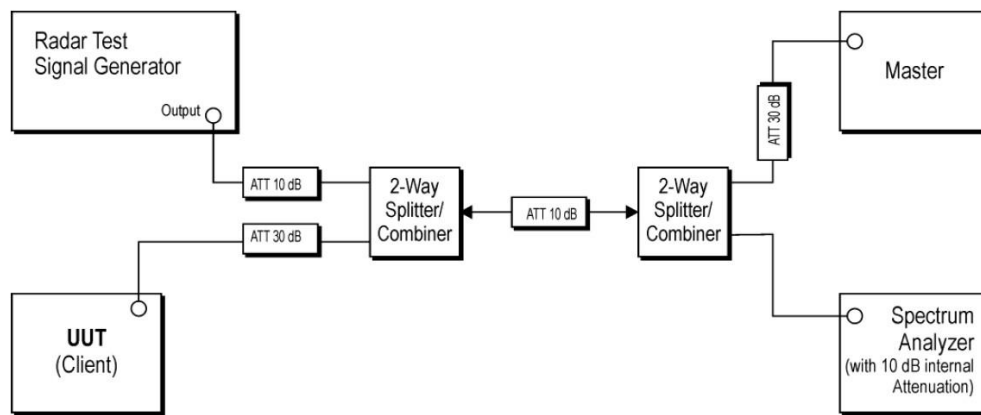 Radar Test
Signal Generator
Output
ATT 10 dB
2-Way
Splitter/
Combiner
ATT 30 dB
ATT 10 dB
2-Way
Splitter/
Combiner
ATT 30 dB
Master
UUT
(Client)
Spectrum
Analyzer
(with 10 dB internal
Attenuation)